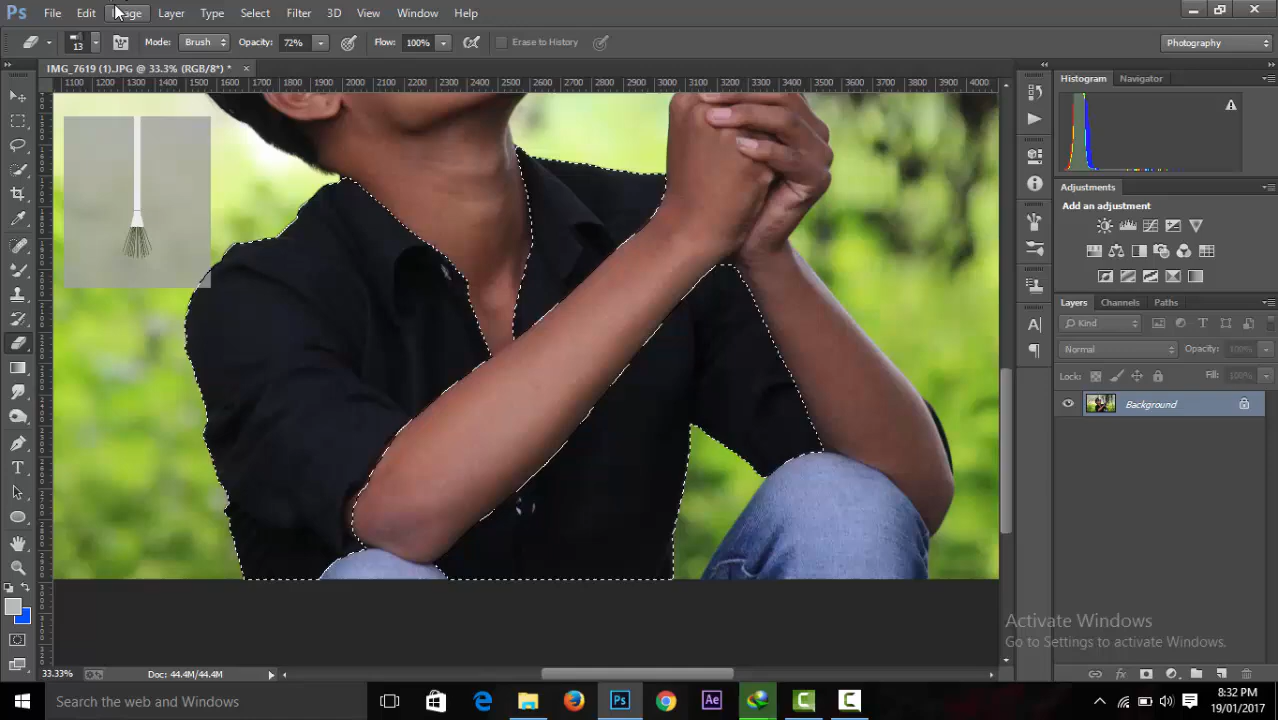 Ps File Edit Image Layer Type Select Filter 3D View Window Help
13 Mode: Brush Opacity: 72% Flow: 100% Erase to History Photography
IMG_7619 (1).JPG @ 33.3% (RGB/8*) * ×
1100 1200 1300 1400 1500 1600 1700 1800 1900 2000 2100 2200 2300 2400 2500 2600 2700 2800 2900 3000 3100 3200 3300 3400 3500 3600 3700 3800 3900 4000
Histogram Navigator
Adjustments
Add an adjustment
Layers Channels Paths
Kind
Normal Opacity: 100%
Lock: Fill: 100%
Background
Activate Windows
Go to Settings to activate Windows.
33.33% Doc: 44.4M/44.4M
Search the web and Windows
Ps Ae
8:32 PM
19/01/2017